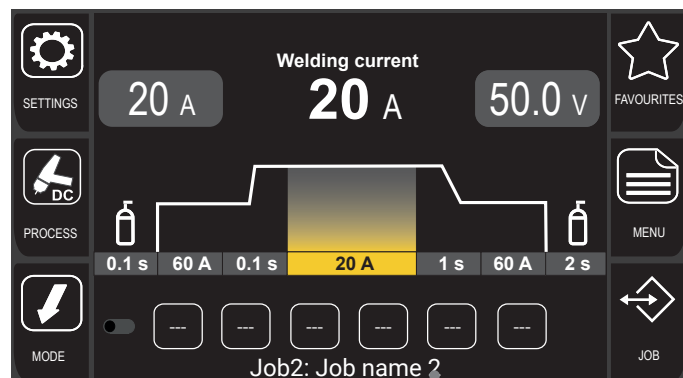 SETTINGS
20 A
Welding current
20 A
50.0 V
FAVOURITES
DC
PROCESS
MENU
0.1 s 60 A 0.1 s 20 A 1 s 60 A 2 s
--- --- --- --- --- ---
MODE
Job2: Job name 2
JOB